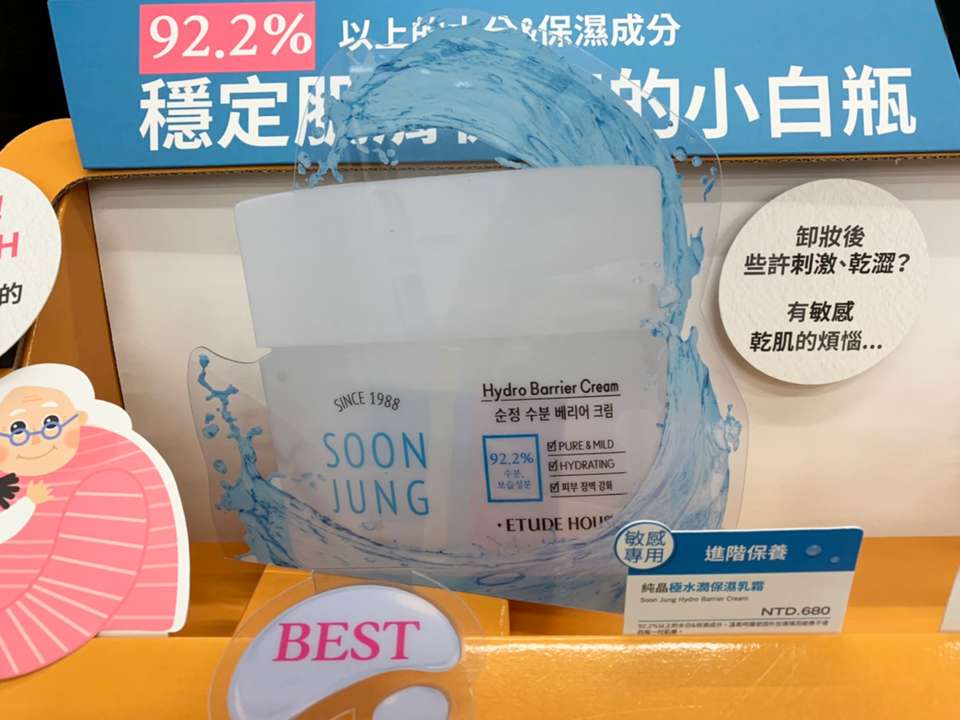 92.2% 以上的水分&保濕成分
穩定肌 的小白瓶
H
的
卸妝後
些許刺激、乾澀?
有敏感
乾肌的煩惱...
SINCE 1988
SOON
JUNG
Hydro Barrier Cream
순정 수분 베리어 크림
92.2%
수분,
보습성분
PURE & MILD
HYDRATING
피부 장벽 강화
ETUDE HOUS
敏感
專用
進階保養
純晶極水潤保濕乳霜
Soon Jung Hydro Barrier Cream
NTD.680
BEST